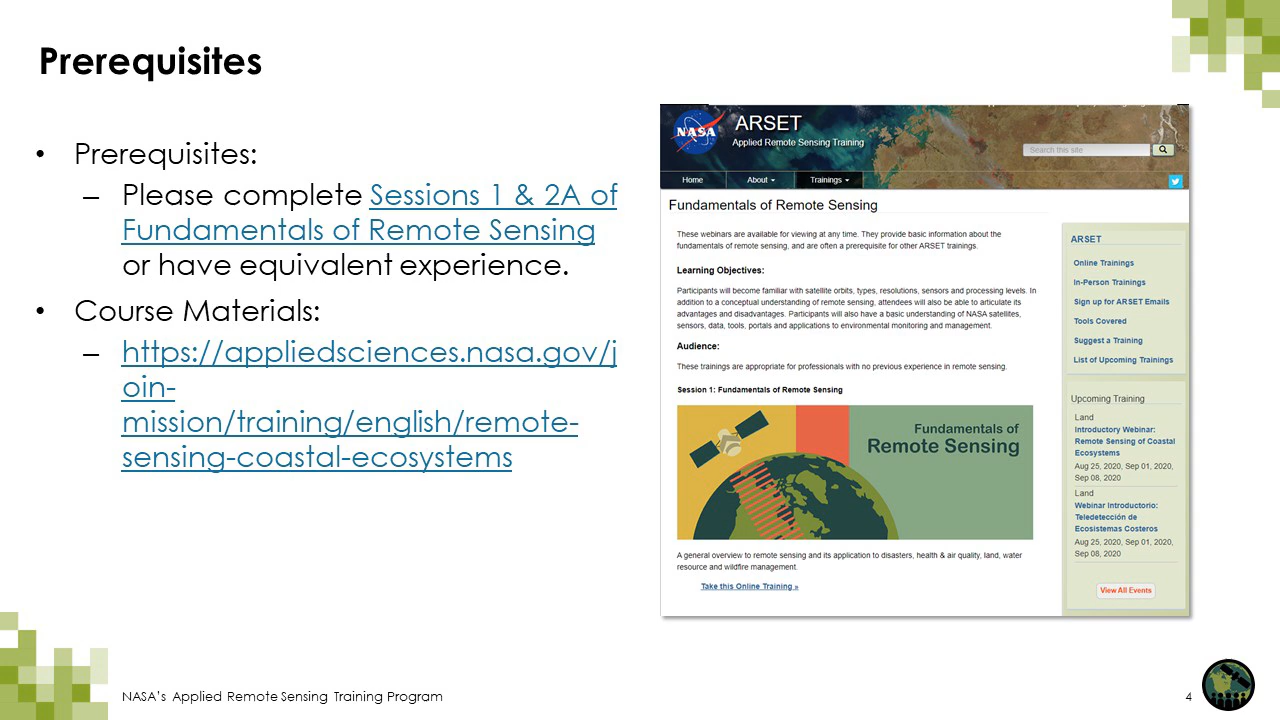 Prerequisites
• Prerequisites:
– Please complete Sessions 1 & 2A of
Fundamentals of Remote Sensing
or have equivalent experience.
• Course Materials:
– https://appliedsciences.nasa.gov/j
oin-
mission/training/english/remote-
sensing-coastal-ecosystems
NASA
ARSET
Applied Remote Sensing Training
Search this site
Home About Trainings
Fundamentals of Remote Sensing
These webinars are available for viewing at any time. They provide basic information about the
fundamentals of remote sensing, and are often a prerequisite for other ARSET trainings.
Learning Objectives:
Participants will become familiar with satellite orbits, types, resolutions, sensors and processing levels. In
addition to a conceptual understanding of remote sensing, attendees will also be able to articulate its
advantages and disadvantages. Participants will also have a basic understanding of NASA satellites,
sensors, data, tools, portals and applications to environmental monitoring and management.
Audience:
These trainings are appropriate for professionals with no previous experience in remote sensing.
Session 1: Fundamentals of Remote Sensing
Fundamentals of
Remote Sensing
A general overview to remote sensing and its application to disasters, health & air quality, land, water
resource and wildfire management.
Take this Online Training »
ARSET
Online Trainings
In-Person Trainings
Sign up for ARSET Emails
Tools Covered
Suggest a Training
List of Upcoming Trainings
Upcoming Training
Land
Introductory Webinar:
Remote Sensing of Coastal
Ecosystems
Aug 25, 2020, Sep 01, 2020,
Sep 08, 2020
Land
Webinar Introductorio:
Teledetección de
Ecosistemas Costeros
Aug 25, 2020, Sep 01, 2020,
Sep 08, 2020
View All Events
NASA's Applied Remote Sensing Training Program
4